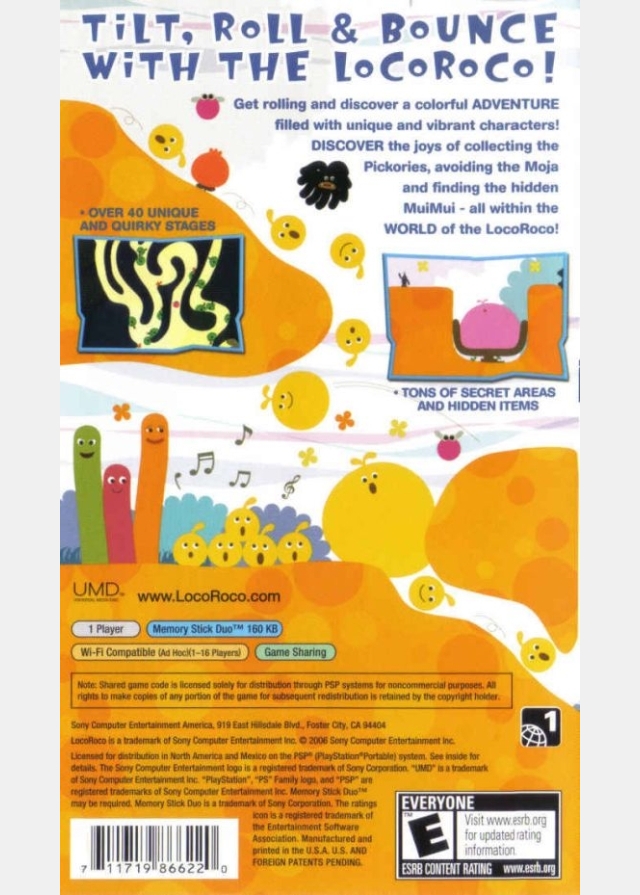 TiLT, RoLL & BoUNCE
WiTH THE LoCoRoCo!
Get rolling and discover a colorful ADVENTURE
filled with unique and vibrant characters!
DISCOVER the joys of collecting the
Pickories, avoiding the Moja
and finding the hidden
MuiMui - all within the
WORLD of the LocoRoco!
• OVER 40 UNIQUE
AND QUIRKY STAGES
• TONS OF SECRET AREAS
AND HIDDEN ITEMS
UMD™
www.LocoRoco.com
1 Player
Memory Stick Duo™ 160 KB
Wi-Fi Compatible (Ad Hoc)(1-16 Players)
Game Sharing
Note: Shared game code is licensed solely for distribution through PSP systems for noncommercial purposes. All
rights to make copies of any portion of the game for subsequent redistribution is retained by the copyright holder.
Sony Computer Entertainment America, 919 East Hillsdale Blvd., Foster City, CA 94404
LocoRoco is a trademark of Sony Computer Entertainment Inc. © 2006 Sony Computer Entertainment Inc.
Licensed for distribution in North America and Mexico on the PSP® (PlayStation®Portable) system. See inside for
details. The Sony Computer Entertainment logo is a registered trademark of Sony Corporation. "UMD" is a trademark
of Sony Computer Entertainment Inc. "PlayStation", "PS" Family logo, and "PSP" are
registered trademarks of Sony Computer Entertainment Inc. Memory Stick Duo™
may be required. Memory Stick Duo is a trademark of Sony Corporation. The ratings
icon is a registered trademark of
the Entertainment Software
Association. Manufactured and
printed in the U.S.A. U.S. AND
FOREIGN PATENTS PENDING.
1
7 11719 86622 0
EVERYONE
E
TM
Visit www.esrb.org
for updated rating
information.
ESRB CONTENT RATING www.esrb.org